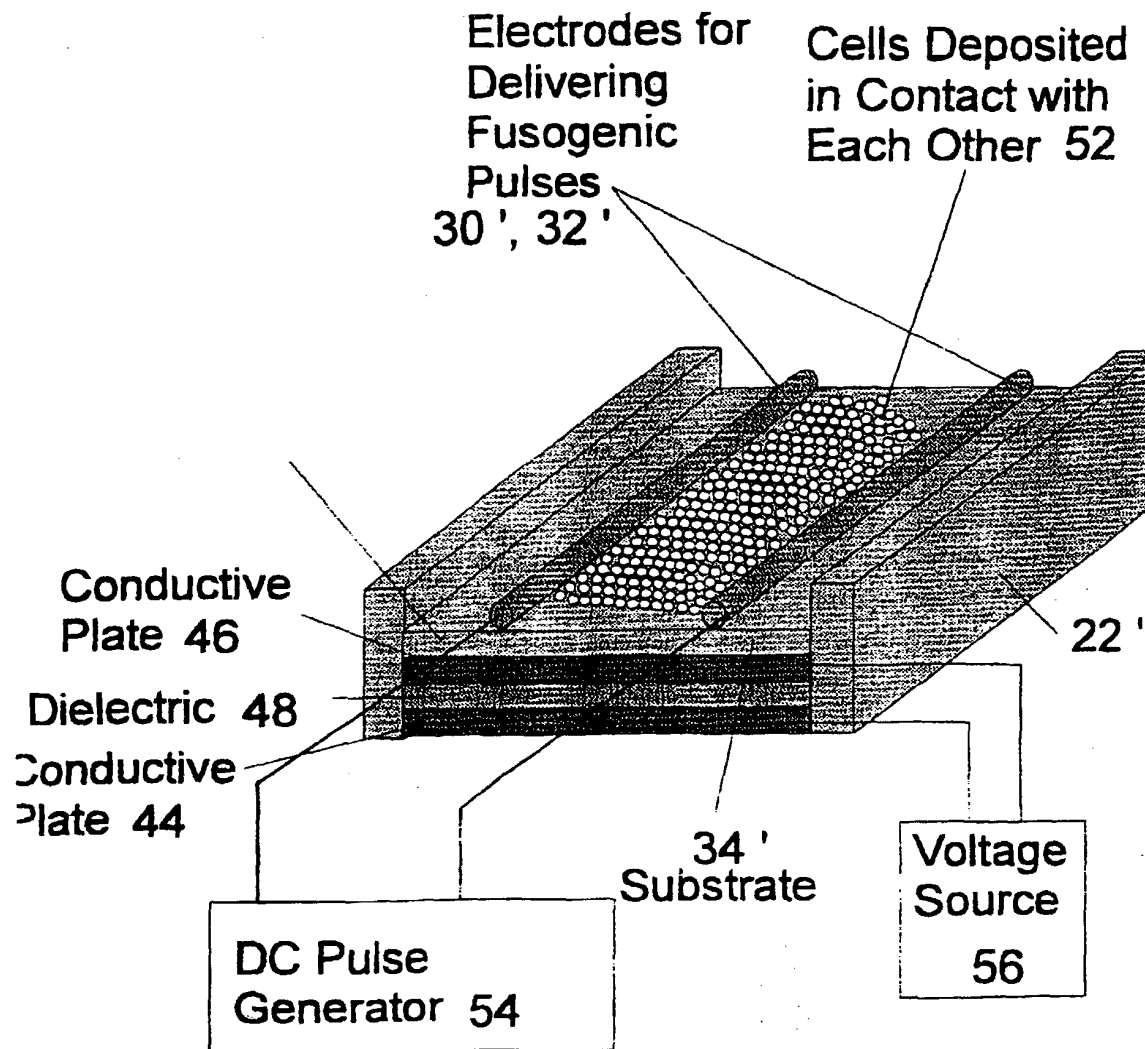 Electrodes for
Delivering
Fusogenic
Pulses
30 ', 32 '
Cells Deposited
in Contact with
Each Other 52
Conductive
Plate 46
22 '
Dielectric 48
Conductive
Plate 44
34 '
Substrate
Voltage
Source
56
DC Pulse
Generator 54